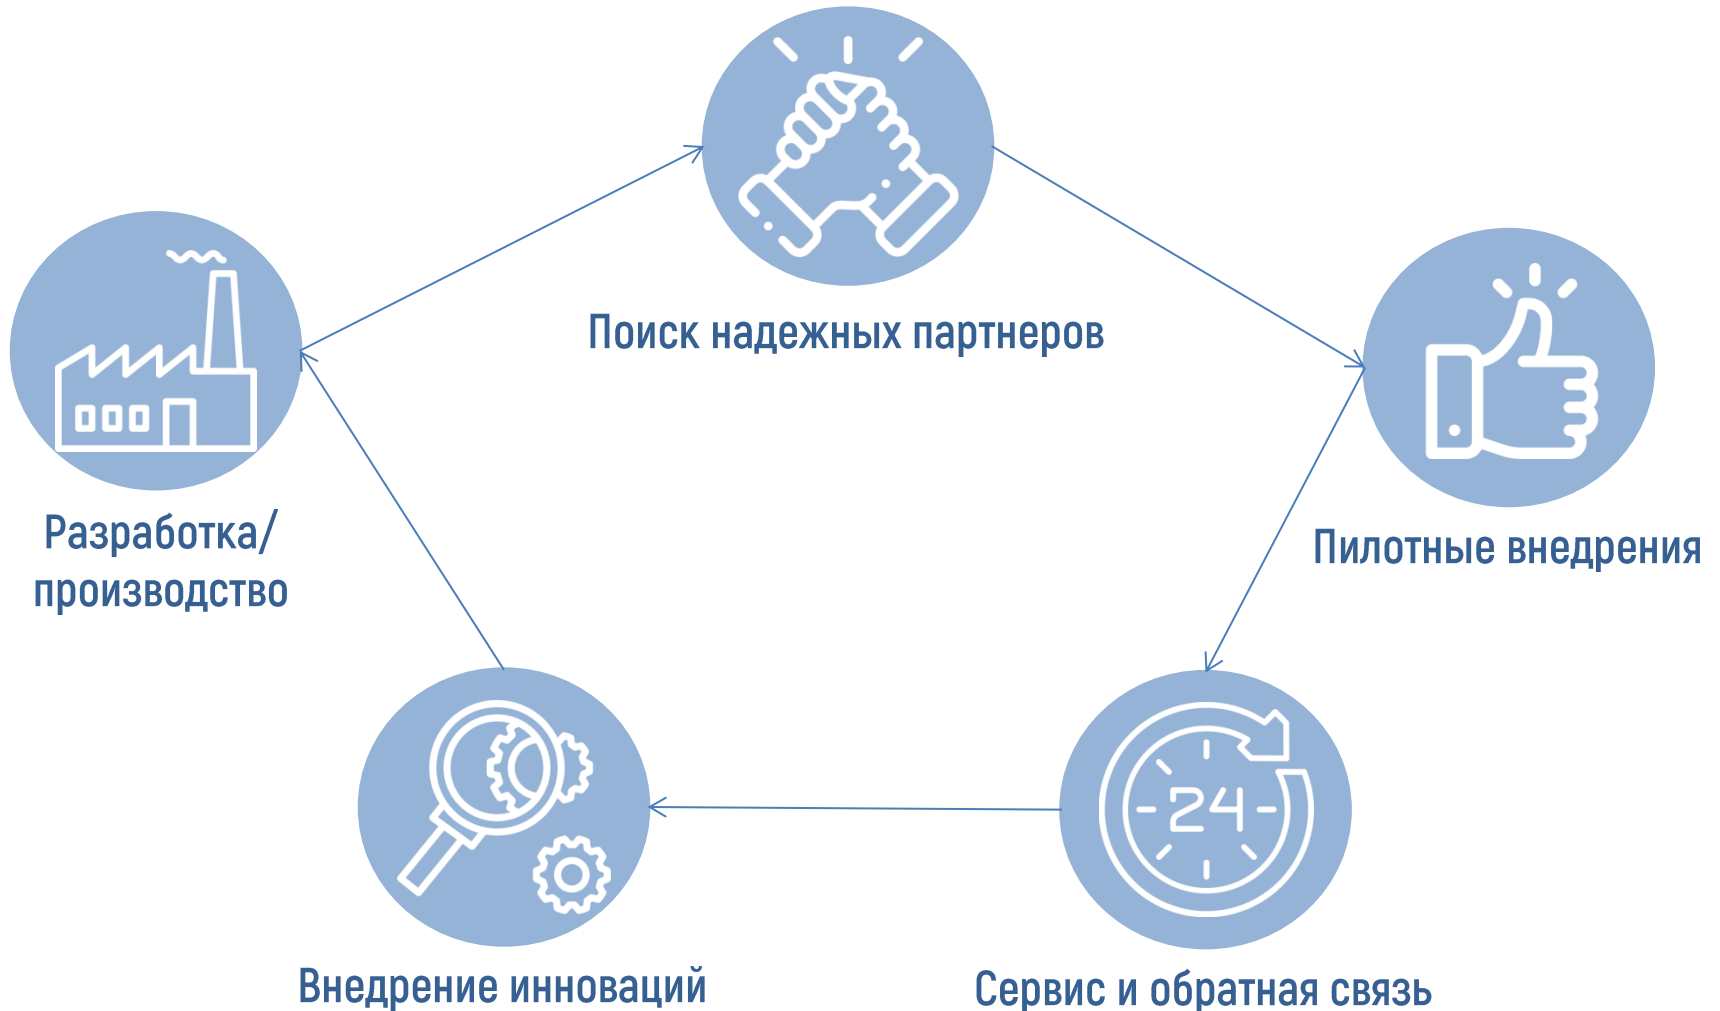 Поиск надежных партнеров
Разработка/
производство
Пилотные внедрения
24
Внедрение инноваций
Сервис и обратная связь